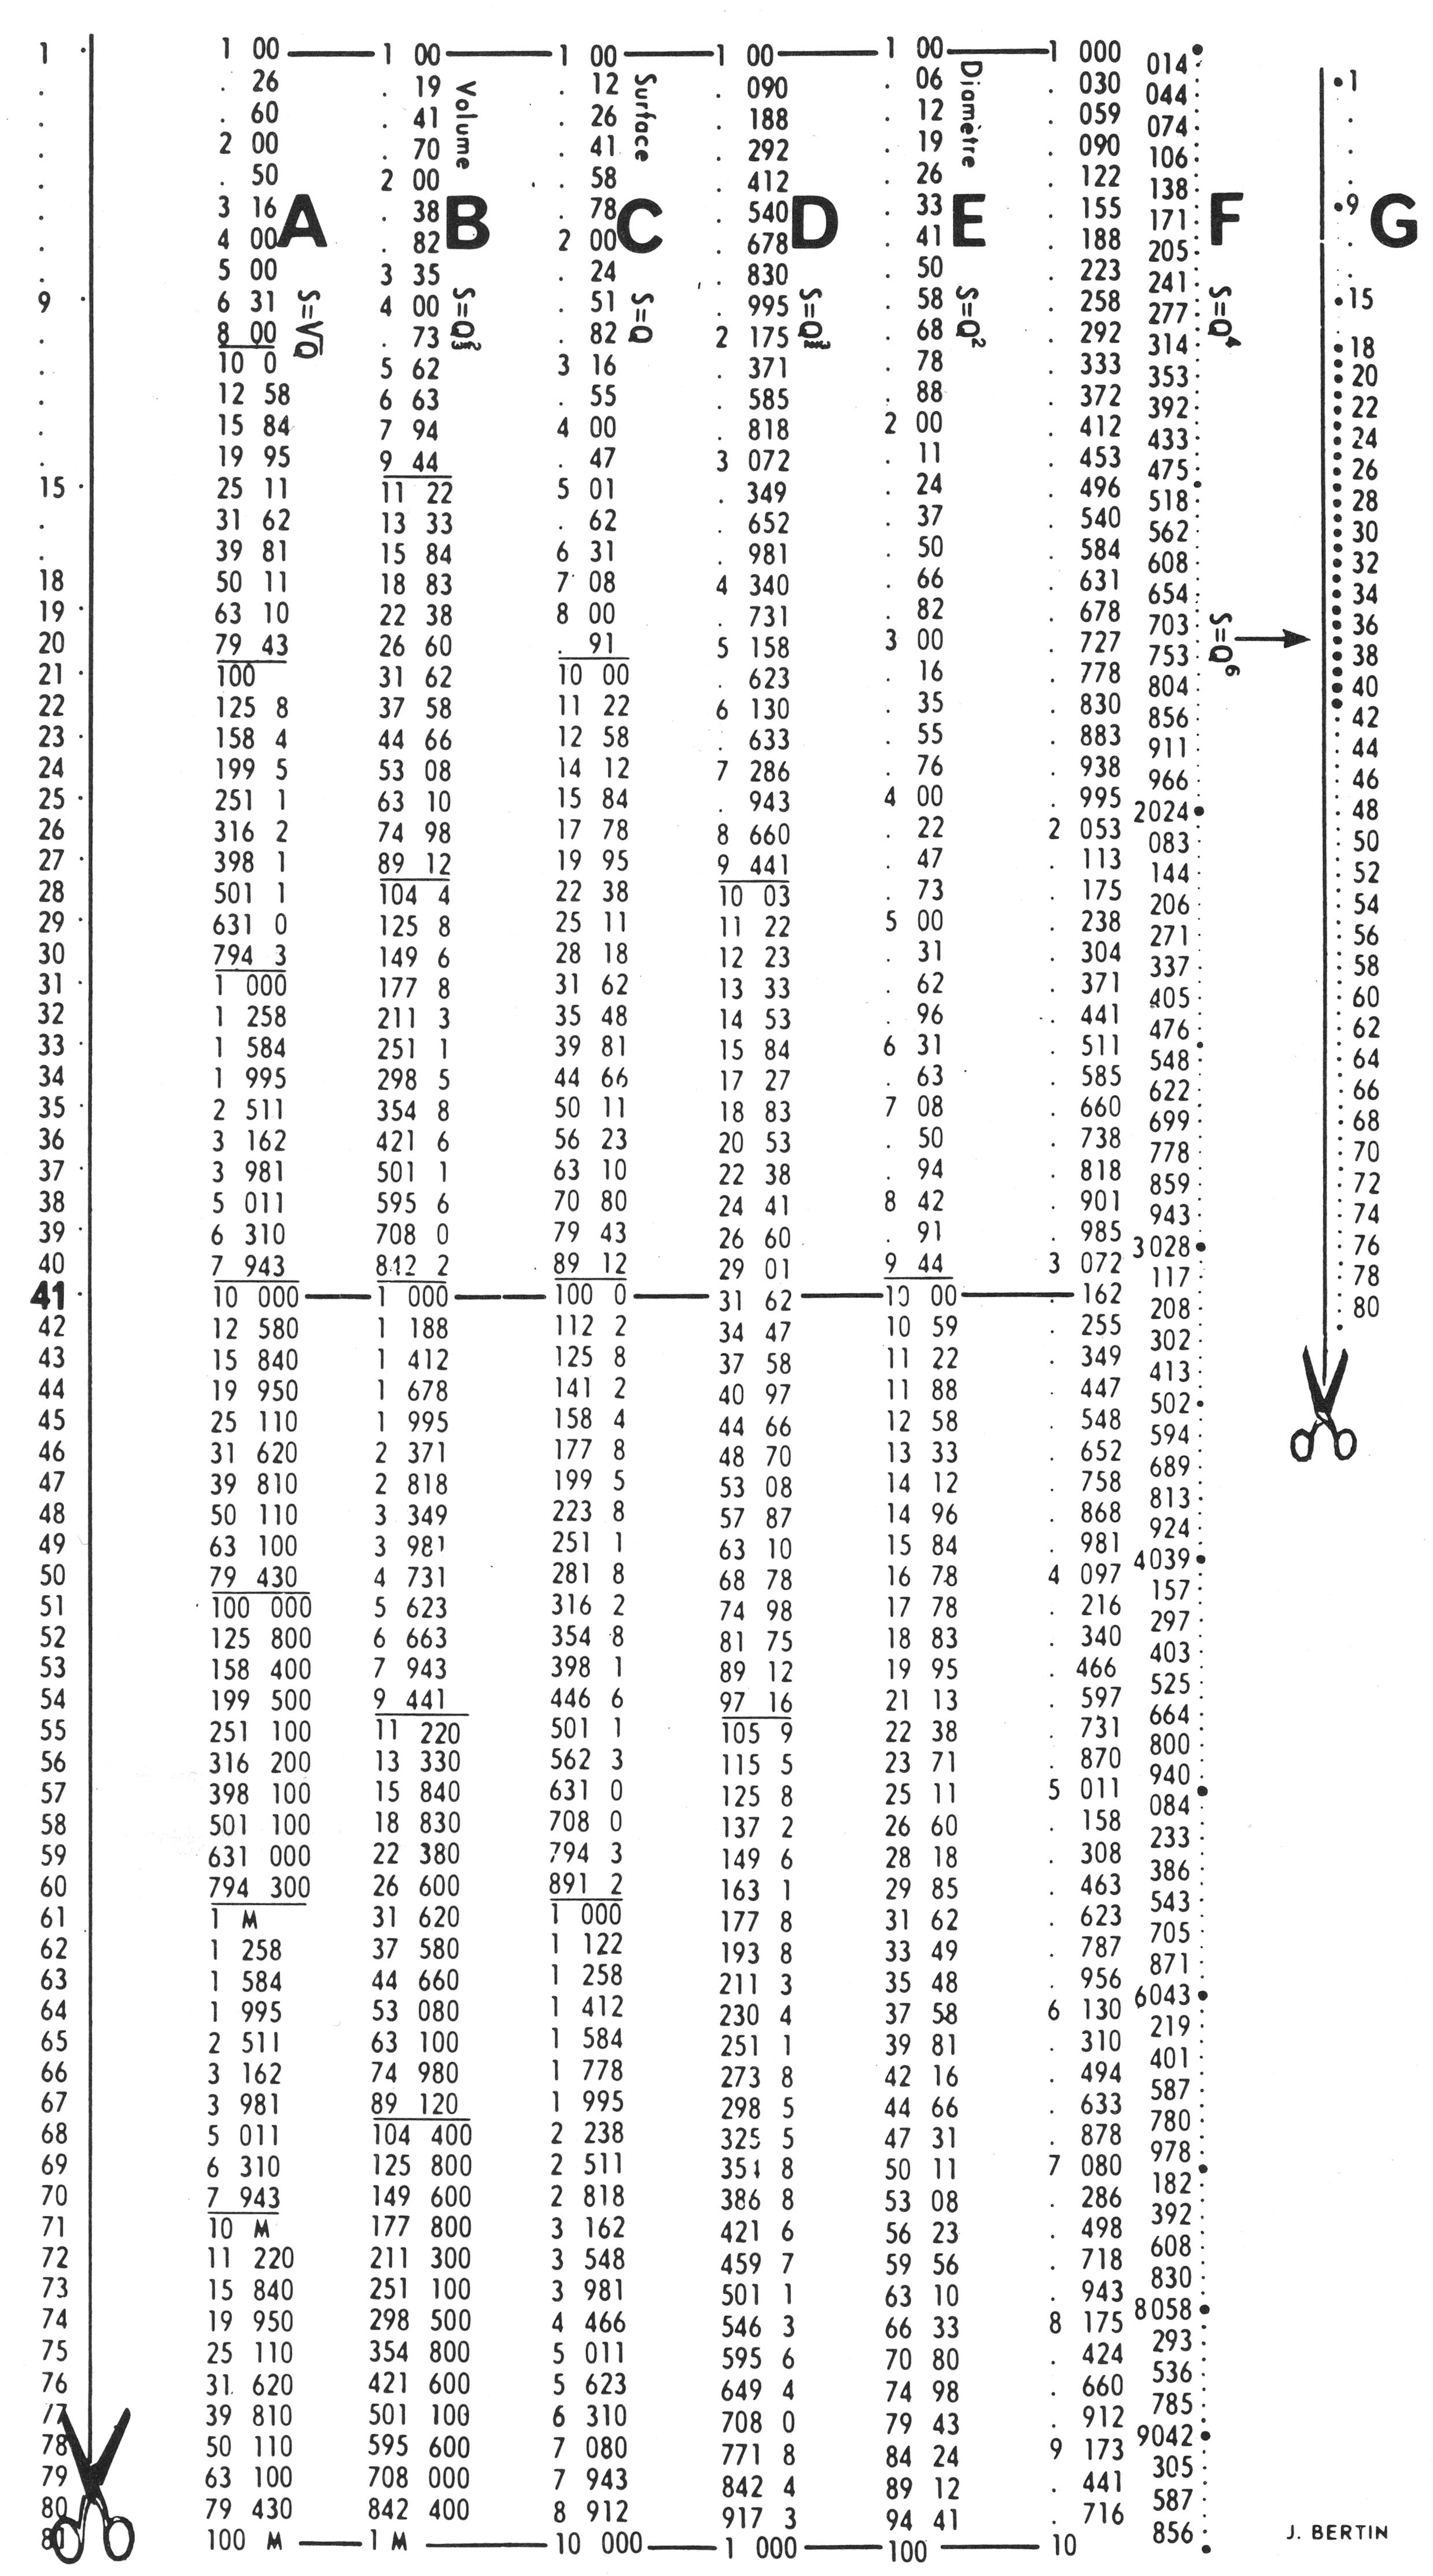 1 1 00 1 00 1 00 1 00 1 00 1 000 014
. . 26 . 19 . 12 . 090 . 06 . 030 044 1
. . 60 . 41 . 26 . 188 . 12 . 059 074
. 2 00 . 70 . 41 . 292 . 19 . 090 106
. . 50 2 00 . 58 . 412 . 26 . 122 138
. 3 16 . 38 . 78 . 540 . 33 . 155 171 9
. 4 00 . 82 2 00 . 678 . 41 . 188 205
Volume Surface Diamètre
A B C D E F G
. 5 00 3 35 . 24 . 830 . 50 . 223 241
9 6 31 4 00 . 51 . 995 . 58 . 258 277 15
S=√Q S=Q⅔ S=Q S=Q S=Q² S=Q⁴
. 8 00 . 73 . 82 2 175 . 68 . 292 314 18
. 10 0 5 62 3 16 . 371 . 78 . 333 353 20
. 12 58 6 63 . 55 . 585 . 88 . 372 392 22
. 15 84 7 94 4 00 . 818 2 00 . 412 433 24
. 19 95 9 44 . 47 3 072 . 11 . 453 475 26
15 25 11 11 22 5 01 . 349 . 24 . 496 518 28
. 31 62 13 33 . 62 . 652 . 37 . 540 562 30
. 39 81 15 84 6 31 . 981 . 50 . 584 608 32
18 50 11 18 83 7 08 4 340 . 66 . 631 654 34
19 63 10 22 38 8 00 . 731 . 82 . 678 703 36
20 79 43 26 60 . 91 5 158 3 00 . 727 753 S=Q⁶ 38
21 100 31 62 10 00 . 623 . 16 . 778 804 40
22 125 8 37 58 11 22 6 130 . 35 . 830 856 42
23 158 4 44 66 12 58 . 633 . 55 . 883 911 44
24 199 5 53 08 14 12 7 286 . 76 . 938 966 46
25 251 1 63 10 15 84 . 943 4 00 . 995 2024 48
26 316 2 74 98 17 78 8 660 . 22 2 053 083 50
27 398 1 89 12 19 95 9 441 . 47 . 113 144 52
28 501 1 104 4 22 38 10 03 . 73 . 175 206 54
29 631 0 125 8 25 11 11 22 5 00 . 238 271 56
30 794 3 149 6 28 18 12 23 . 31 . 304 337 58
31 1 000 177 8 31 62 13 33 . 62 . 371 405 60
32 1 258 211 3 35 48 14 53 . 96 . 441 476 62
33 1 584 251 1 39 81 15 84 6 31 . 511 548 64
34 1 995 298 5 44 66 17 27 . 63 . 585 622 66
35 2 511 354 8 50 11 18 83 7 08 . 660 699 68
36 3 162 421 6 56 23 20 53 . 50 . 738 778 70
37 3 981 501 1 63 10 22 38 . 94 . 818 859 72
38 5 011 595 6 70 80 24 41 8 42 . 901 943 74
39 6 310 708 0 79 43 26 60 . 91 . 985 3028 76
40 7 943 842 2 89 12 29 01 9 44 3 072 117 78
41 10 000 1 000 100 0 31 62 10 00 . 162 208 80
42 12 580 1 188 112 2 34 47 10 59 . 255 302
43 15 840 1 412 125 8 37 58 11 22 . 349 413
44 19 950 1 678 141 2 40 97 11 88 . 447 502
45 25 110 1 995 158 4 44 66 12 58 . 548 594
46 31 620 2 371 177 8 48 70 13 33 . 652 689
47 39 810 2 818 199 5 53 08 14 12 . 758 813
48 50 110 3 349 223 8 57 87 14 96 . 868 924
49 63 100 3 981 251 1 63 10 15 84 . 981 4039
50 79 430 4 731 281 8 68 78 16 78 4 097 157
51 100 000 5 623 316 2 74 98 17 78 . 216 297
52 125 800 6 663 354 8 81 75 18 83 . 340 403
53 158 400 7 943 398 1 89 12 19 95 . 466 525
54 199 500 9 441 446 6 97 16 21 13 . 597 664
55 251 100 11 220 501 1 105 9 22 38 . 731 800
56 316 200 13 330 562 3 115 5 23 71 . 870 940
57 398 100 15 840 631 0 125 8 25 11 5 011 084
58 501 100 18 830 708 0 137 2 26 60 . 158 233
59 631 000 22 380 794 3 149 6 28 18 . 308 386
60 794 300 26 600 891 2 163 1 29 85 . 463 543
61 1 M 31 620 1 000 177 8 31 62 . 623 705
62 1 258 37 580 1 122 193 8 33 49 . 787 871
63 1 584 44 660 1 258 211 3 35 48 . 956 6043
64 1 995 53 080 1 412 230 4 37 58 6 130 219
65 2 511 63 100 1 584 251 1 39 81 . 310 401
66 3 162 74 980 1 778 273 8 42 16 . 494 587
67 3 981 89 120 1 995 298 5 44 66 . 633 780
68 5 011 104 400 2 238 325 5 47 31 . 878 978
69 6 310 125 800 2 511 351 8 50 11 7 080 182
70 7 943 149 600 2 818 386 8 53 08 . 286 392
71 10 M 177 800 3 162 421 6 56 23 . 498 608
72 11 220 211 300 3 548 459 7 59 56 . 718 830
73 15 840 251 100 3 981 501 1 63 10 . 943 8058
74 19 950 298 500 4 466 546 3 66 33 8 175 293
75 25 110 354 800 5 011 595 6 70 80 . 424 536
76 31 620 421 600 5 623 649 4 74 98 . 660 785
77 39 810 501 100 6 310 708 0 79 43 . 912 9042
78 50 110 595 600 7 080 771 8 84 24 9 173 305
79 63 100 708 000 7 943 842 4 89 12 . 441 587
80 79 430 842 400 8 912 917 3 94 41 . 716 856
81 100 M 1 M 10 000 1 000 100 10
J. BERTIN